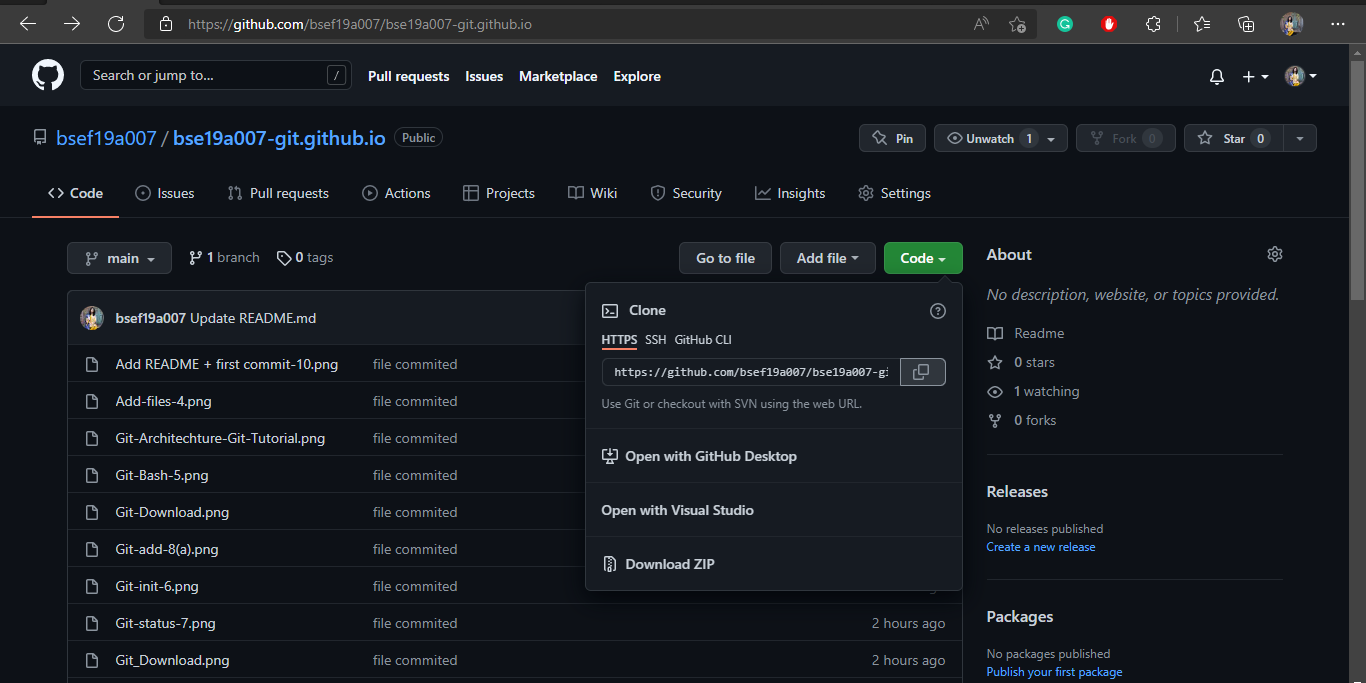 https://github.com/bsef19a007/bse19a007-git.github.io
Search or jump to... /
Pull requests Issues Marketplace Explore
bsef19a007 / bse19a007-git.github.io Public
Pin Unwatch 1 Fork 0 Star 0
Code Issues Pull requests Actions Projects Wiki Security Insights Settings
main 1 branch 0 tags Go to file Add file Code
bsef19a007 Update README.md
Add README + first commit-10.png file commited
Add-files-4.png file commited
Git-Architechture-Git-Tutorial.png file commited
Git-Bash-5.png file commited
Git-Download.png file commited
Git-add-8(a).png file commited
Git-init-6.png file commited
Git-status-7.png file commited 2 hours ago
Git_Download.png file commited 2 hours ago
Clone
HTTPS SSH GitHub CLI
https://github.com/bsef19a007/bse19a007-gi
Use Git or checkout with SVN using the web URL.
Open with GitHub Desktop
Open with Visual Studio
Download ZIP
About
No description, website, or topics provided.
Readme
0 stars
1 watching
0 forks
Releases
No releases published
Create a new release
Packages
No packages published
Publish your first package